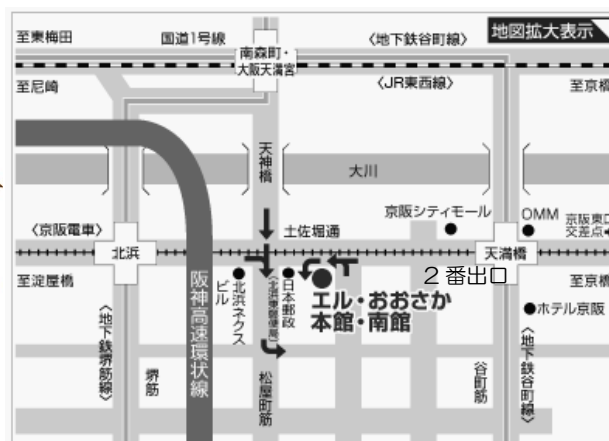 至東梅田
国道1号線
〈地下鉄谷町線〉
地図拡大表示
南森町・
大阪天満宮
至尼崎
〈JR東西線〉
至京橋
天神橋
大川
京阪シティモール
OMM
京阪東口
交差点
〈京阪電車〉
北浜
土佐堀通
天満橋
至淀屋橋
2番出口
至京橋
北浜ネクス
ビル
日本郵政
(北浜東郵便局)
エル・おおさか
本館・南館
ホテル京阪
阪神高速環状線
〈地下鉄堺筋線〉
堺筋
松屋町筋
谷町筋
〈地下鉄谷町線〉